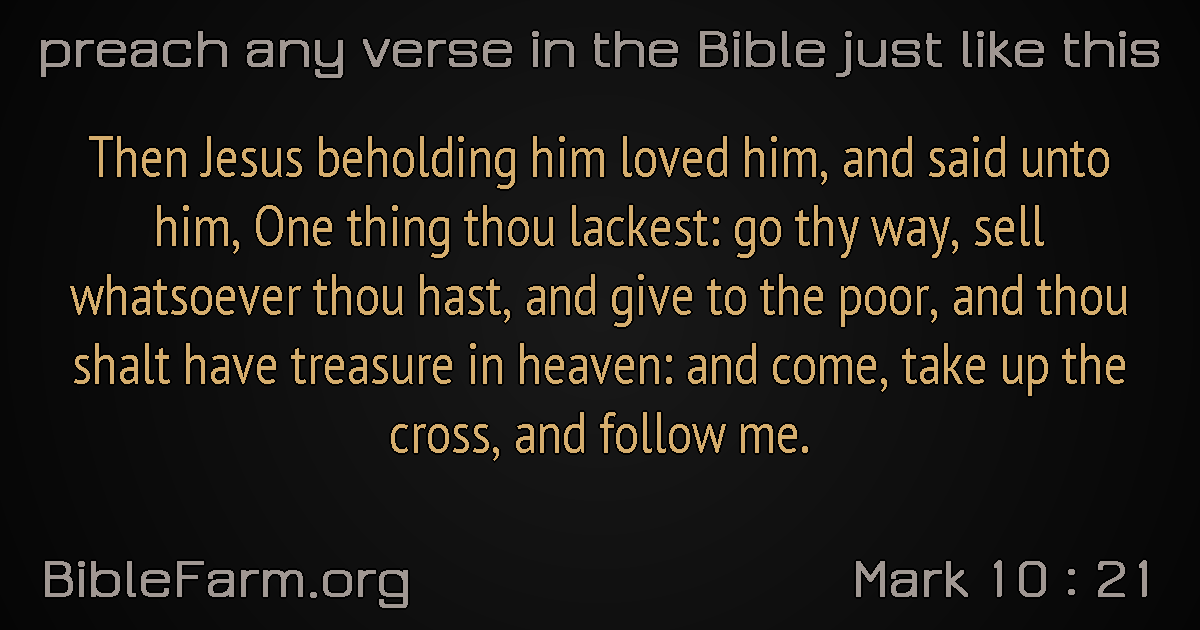 preach any verse in the Bible just like this
Then Jesus beholding him loved him, and said unto
him, One thing thou lackest: go thy way, sell
whatsoever thou hast, and give to the poor, and thou
shalt have treasure in heaven: and come, take up the
cross, and follow me.
BibleFarm.org
Mark 10 : 21